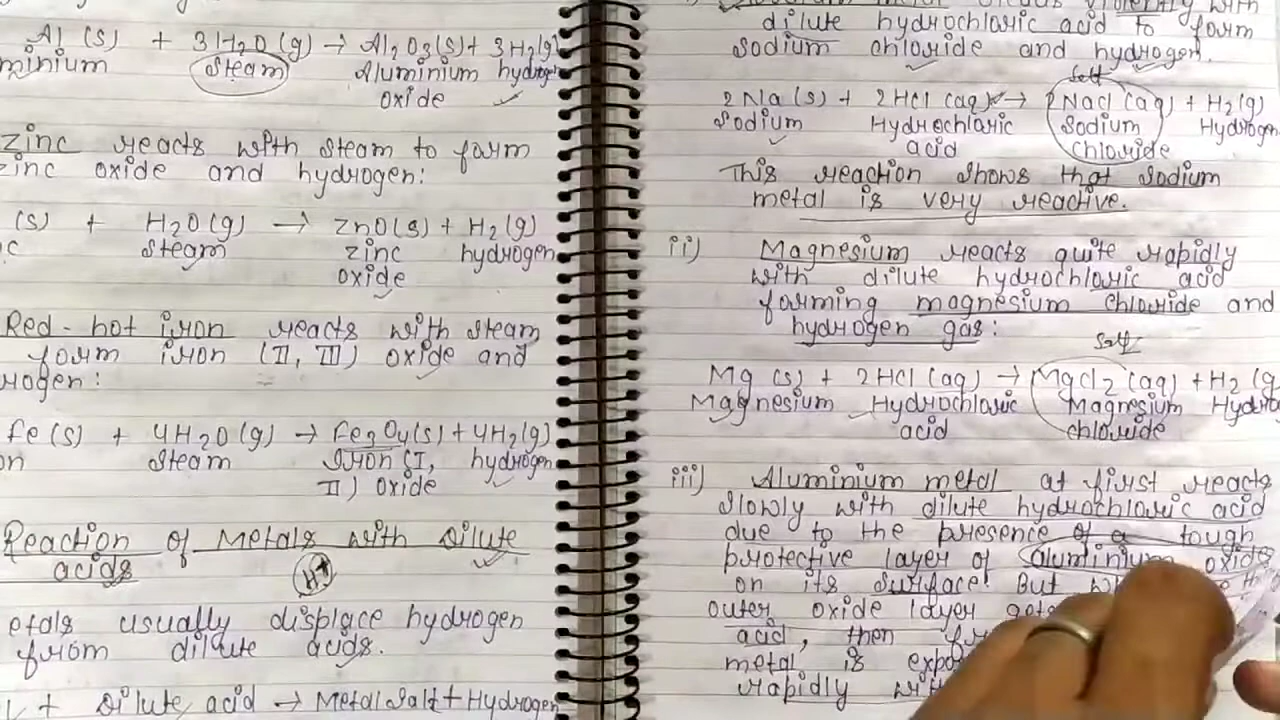 Al (s) + 3H2O(g) → Al2O3(s) + 3H2(g)
minium (steam) Aluminium hydrogen
oxide
zinc reacts with steam to form
zinc oxide and hydrogen:
(s) + H2O(g) → ZnO(s) + H2(g)
c steam zinc hydrogen
oxide
Red-hot iron reacts with steam
form iron (II, III) oxide and
rogen:
Fe(s) + 4H2O(g) → Fe3O4(s) + 4H2(g)
on steam Iron (I, hydrogen
II) oxide
Reaction of Metals with Dilute
acids
H+
etals usually displace hydrogen
from dilute acids.
+ Dilute acid → Metal Salt + Hydrogen
with
dilute hydrochloric acid to form
sodium chloride and hydrogen.
salt
2Na(s) + 2HCl (aq) → 2NaCl (aq) + H2(g)
Sodium Hydrochloric Sodium Hydrogen
acid chloride
This reaction shows that sodium
metal is very reactive.
ii) Magnesium reacts quite rapidly
with dilute hydrochloric acid
forming magnesium chloride and
hydrogen gas:
salt
Mg (s) + 2HCl (aq) → MgCl2 (aq) + H2 (g
Magnesium Hydrochloric Magnesium Hydro
acid chloride
iii) Aluminium metal at first reacts
slowly with dilute hydrochloric acid
due to the presence of a tough
protective layer of aluminium oxide
on its surface. But
outer oxide layer
acid, then
metal is expo
rapidly with